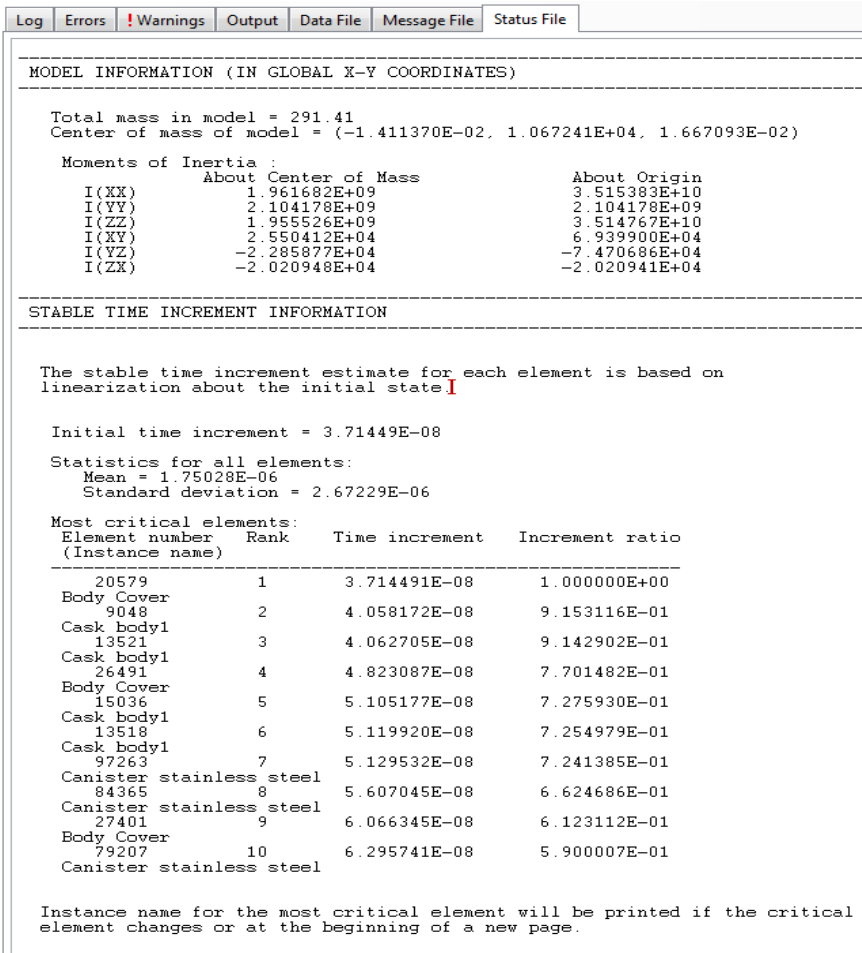 Log Errors ! Warnings Output Data File Message File Status File
MODEL INFORMATION (IN GLOBAL X-Y COORDINATES)
Total mass in model = 291.41
Center of mass of model = (-1.411370E-02, 1.067241E+04, 1.667093E-02)
Moments of Inertia :
About Center of Mass About Origin
I(XX) 1.961682E+09 3.515383E+10
I(YY) 2.104178E+09 2.104178E+09
I(ZZ) 1.955526E+09 3.514767E+10
I(XY) 2.550412E+04 6.939900E+04
I(YZ) -2.285877E+04 -7.470686E+04
I(ZX) -2.020948E+04 -2.020941E+04
STABLE TIME INCREMENT INFORMATION
The stable time increment estimate for each element is based on
linearization about the initial state.
Initial time increment = 3.71449E-08
Statistics for all elements:
Mean = 1.75028E-06
Standard deviation = 2.67229E-06
Most critical elements:
Element number Rank Time increment Increment ratio
(Instance name)
20579 1 3.714491E-08 1.000000E+00
Body Cover
9048 2 4.058172E-08 9.153116E-01
Cask body1
13521 3 4.062705E-08 9.142902E-01
Cask body1
26491 4 4.823087E-08 7.701482E-01
Body Cover
15036 5 5.105177E-08 7.275930E-01
Cask body1
13518 6 5.119920E-08 7.254979E-01
Cask body1
97263 7 5.129532E-08 7.241385E-01
Canister stainless steel
84365 8 5.607045E-08 6.624686E-01
Canister stainless steel
27401 9 6.066345E-08 6.123112E-01
Body Cover
79207 10 6.295741E-08 5.900007E-01
Canister stainless steel
Instance name for the most critical element will be printed if the critical
element changes or at the beginning of a new page.